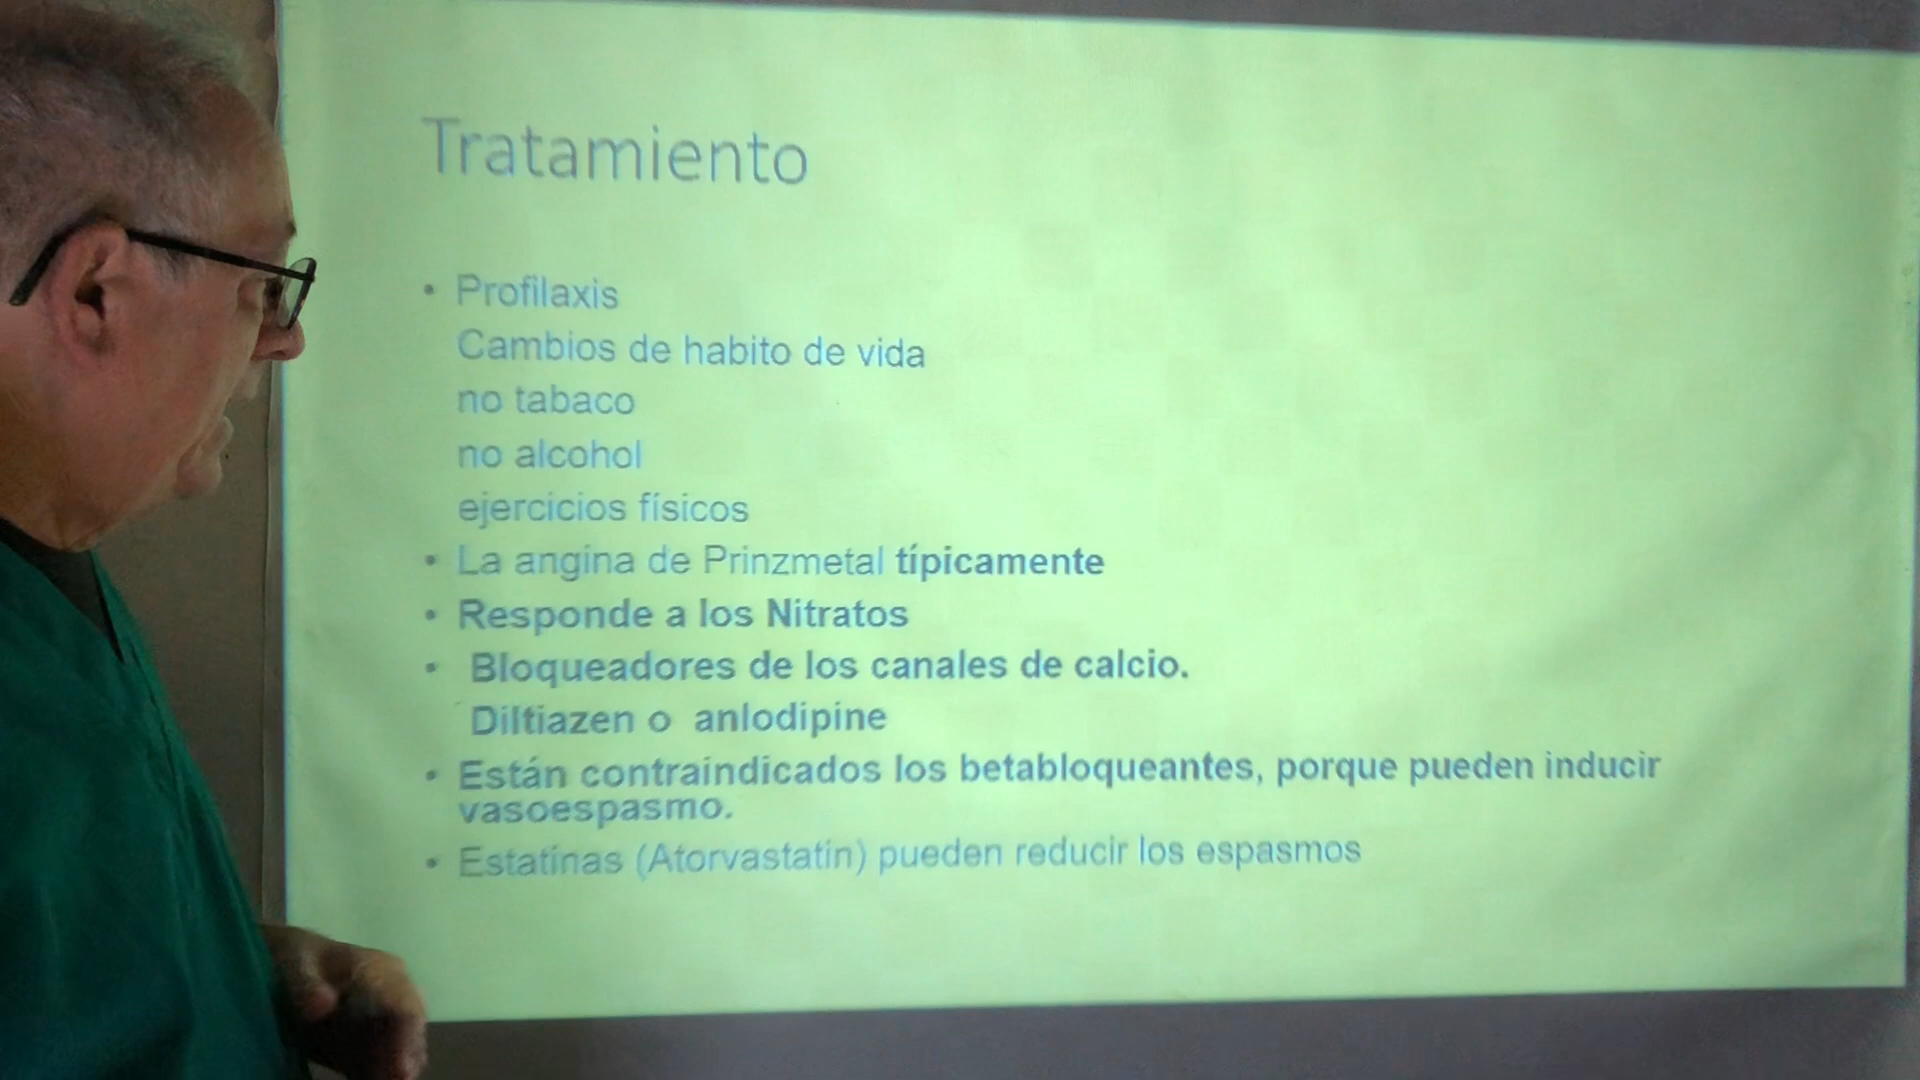 Tratamiento
• Profilaxis
Cambios de habito de vida
no tabaco
no alcohol
ejercicios físicos
• La angina de Prinzmetal típicamente
• Responde a los Nitratos
• Bloqueadores de los canales de calcio.
Diltiazen o anlodipine
• Están contraindicados los betabloqueantes, porque pueden inducir
vasoespasmo.
• Estatinas (Atorvastatin) pueden reducir los espasmos